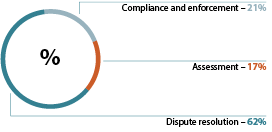 Compliance and enforcement – 21%
%
Assessment – 17%
Dispute resolution – 62%